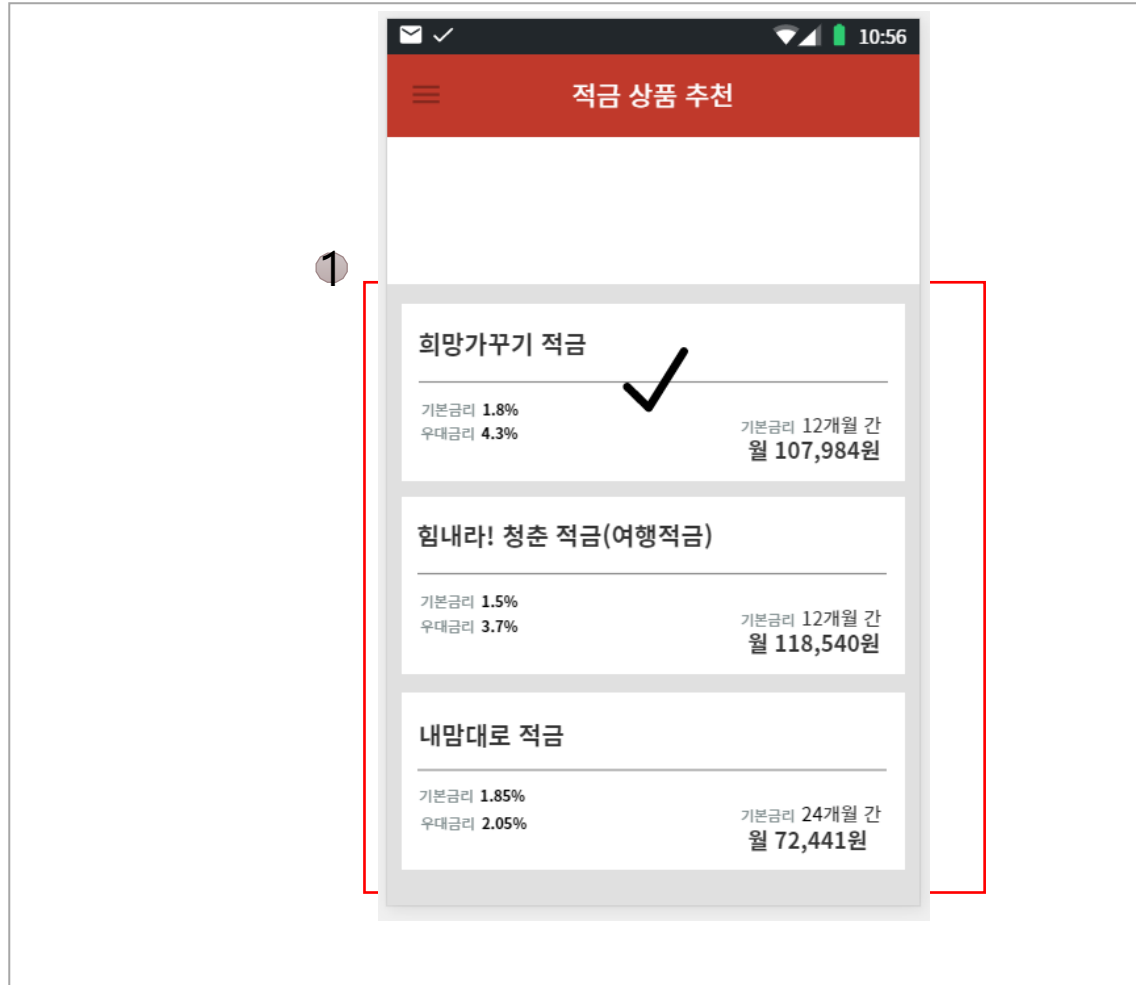 10:56
적금 상품 추천
1
희망가꾸기 적금
기본금리 1.8%
우대금리 4.3%
기본금리 12개월 간
월 107,984원
힘내라! 청춘 적금(여행적금)
기본금리 1.5%
우대금리 3.7%
기본금리 12개월 간
월 118,540원
내맘대로 적금
기본금리 1.85%
우대금리 2.05%
기본금리 24개월 간
월 72,441원